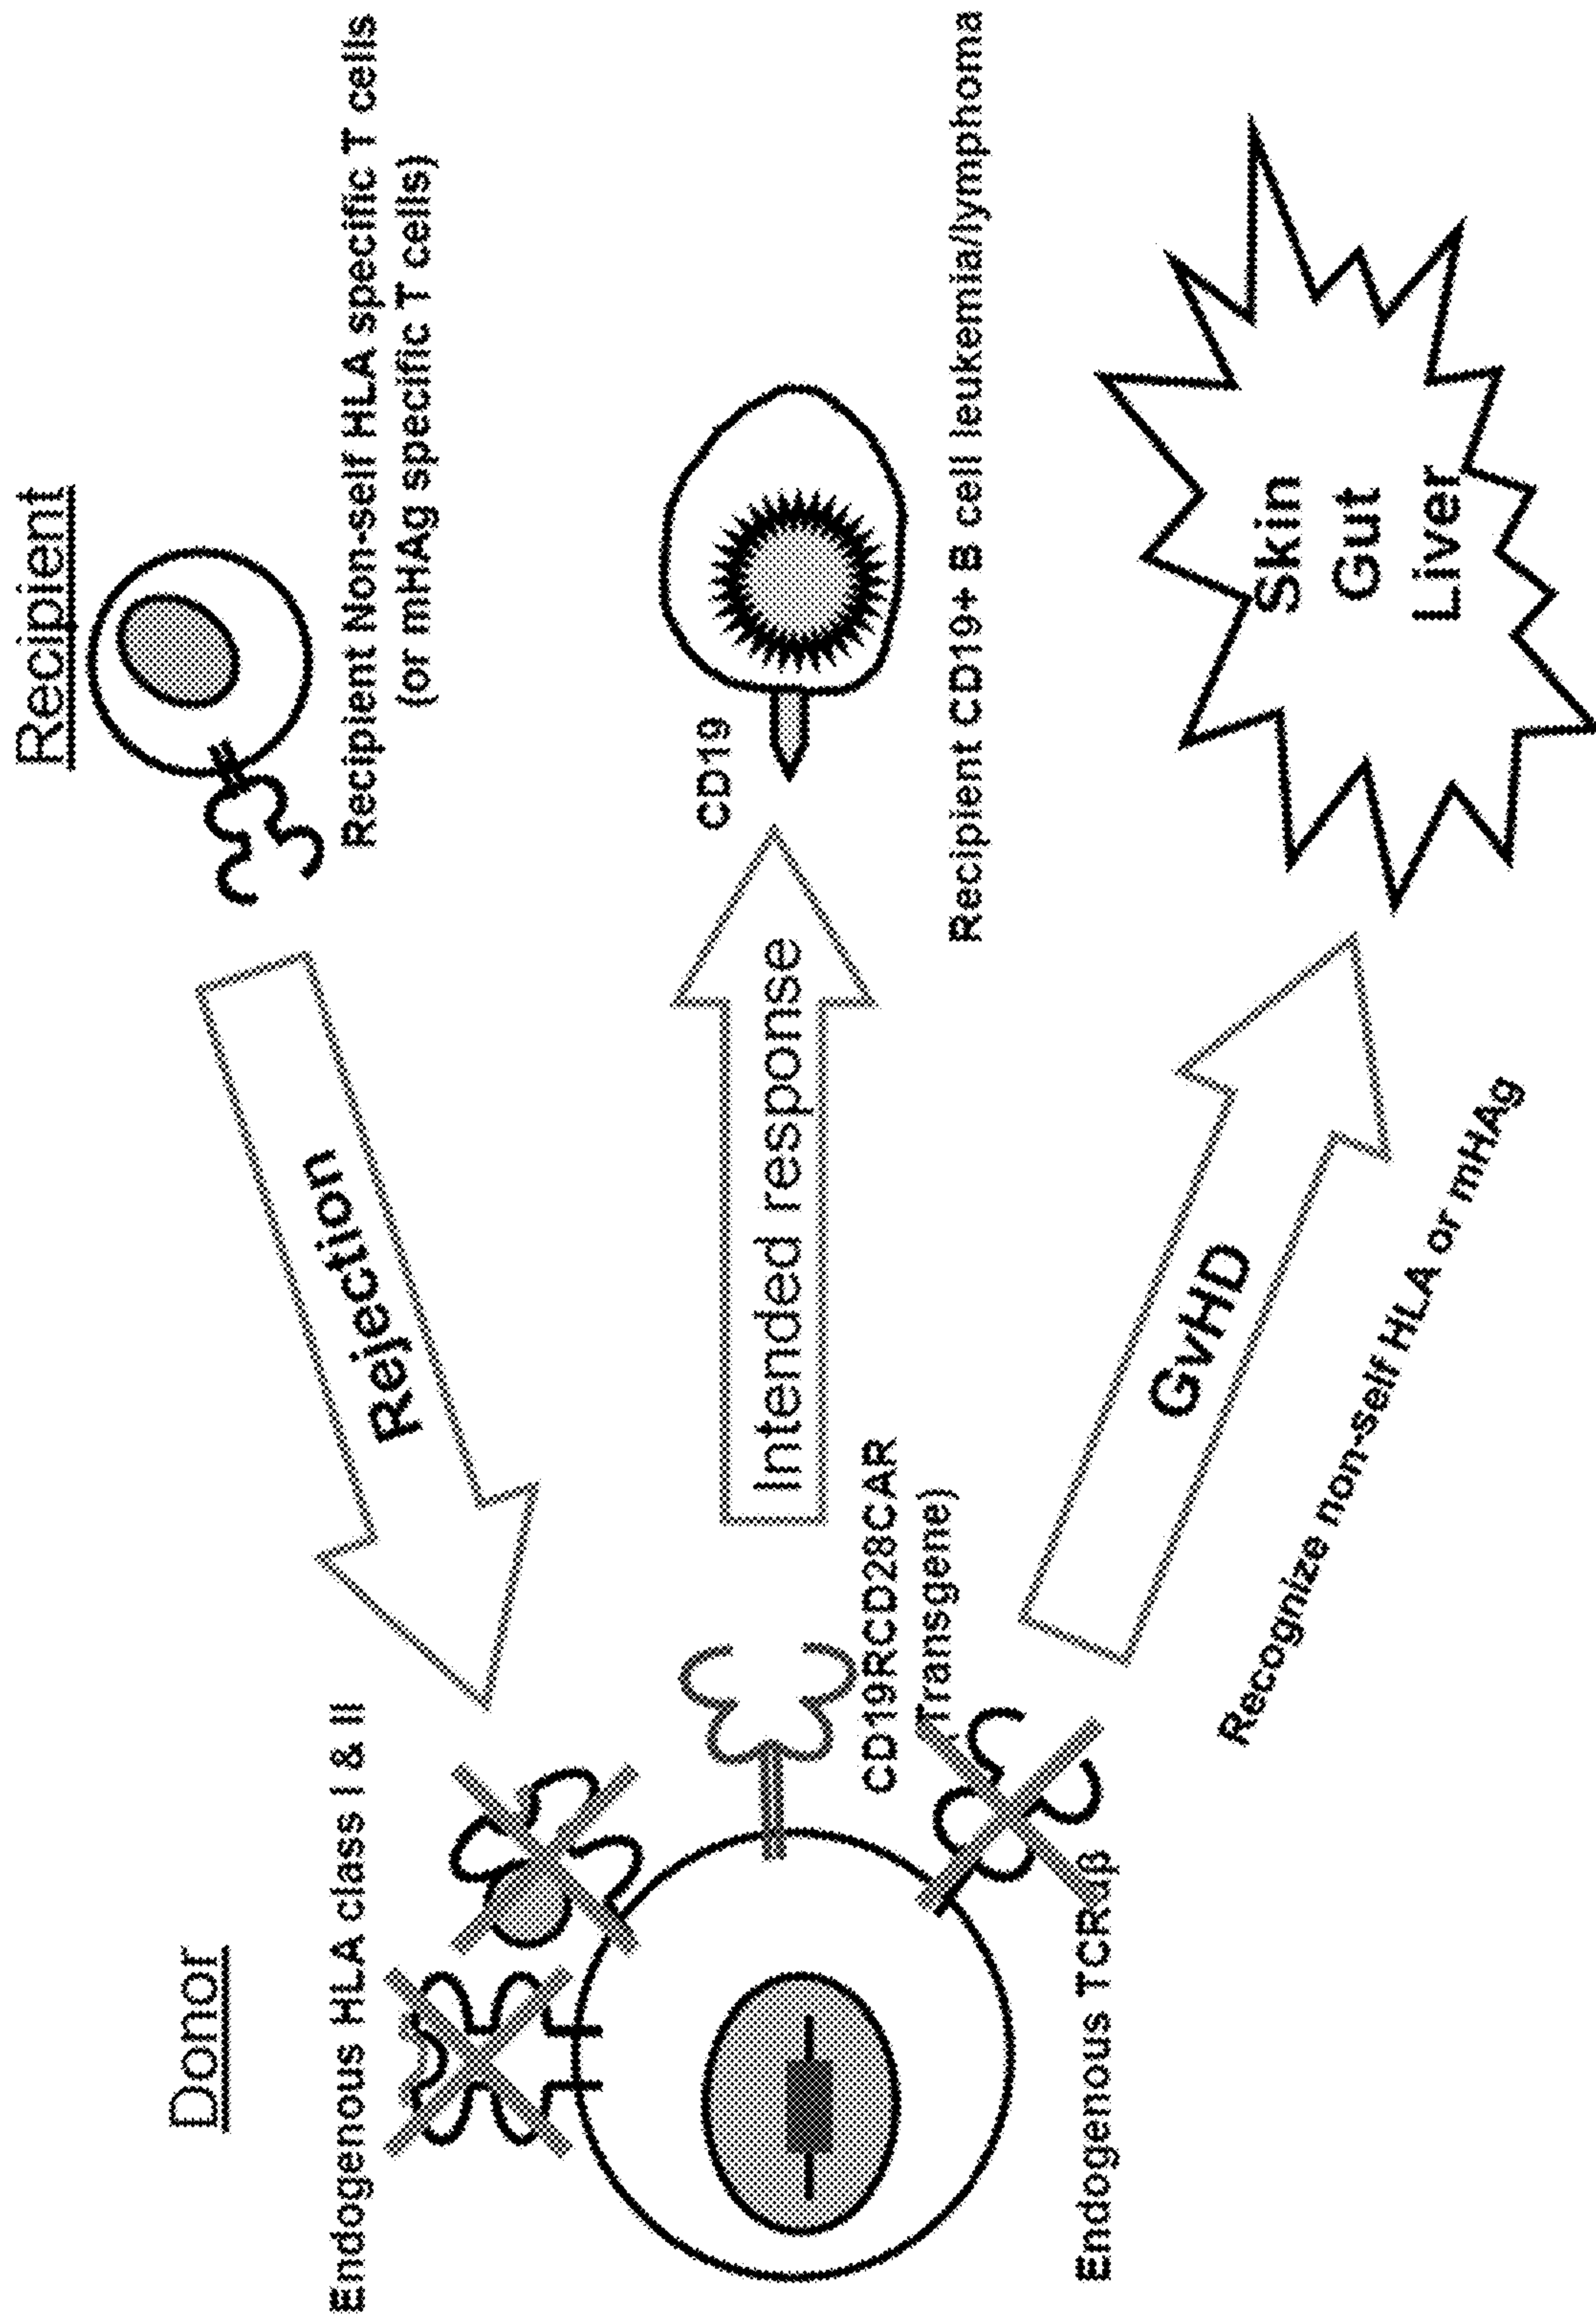 Donor
Recipient
Endogenous HLA class I & II
Rejection
Recipient Non-self HLA specific T cells
(or mHAg specific T cells)
CD19
Intended response
CD19RCD28CAR
(Transgene)
Recipient CD19+ B cell leukemia/lymphoma
Endogenous TCRαβ
GvHD
Recognize non-self HLA or mHAg
Skin
Gut
Liver